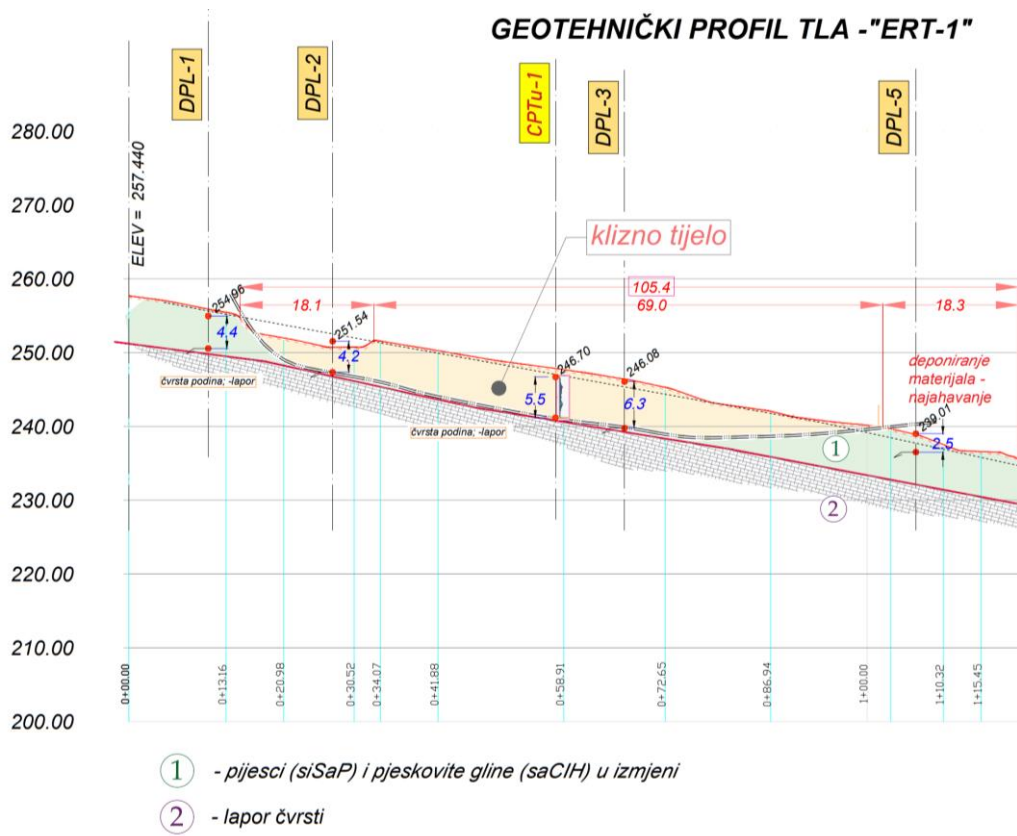 GEOTEHNIČKI PROFIL TLA -"ERT-1"
DPL-1
DPL-2
CPTu-1
DPL-3
DPL-5
280.00
270.00
260.00
250.00
240.00
230.00
220.00
210.00
200.00
ELEV = 257.440
klizno tijelo
105.4
18.1
69.0
18.3
254.96
251.54
246.70
246.08
239.01
4.4
4.2
5.5
6.3
2.5
deponiranje
materijala -
najahavanje
čvrsta podina; -lapor
čvrsta podina; -lapor
1
2
0+00.00
0+13.16
0+20.98
0+30.52
0+34.07
0+41.88
0+58.91
0+72.65
0+86.94
1+00.00
1+10.32
1+15.45
1 - pijesci (siSaP) i pjeskovite gline (saClH) u izmjeni
2 - lapor čvrsti